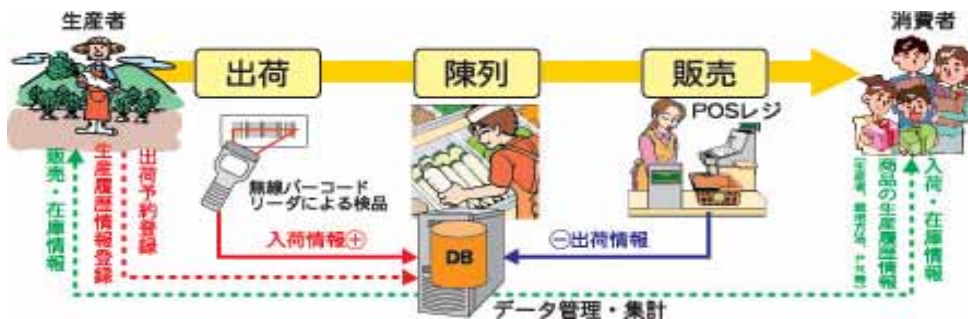 生産者
消費者
出荷
陳列
販売
POSレジ
無線バーコード
リーダによる検品
入荷情報⊕
⊖出荷情報
DB
データ管理・集計
出荷予約登録
生産履歴情報登録
販売・在庫情報
入荷・在庫情報
商品の生産履歴情報